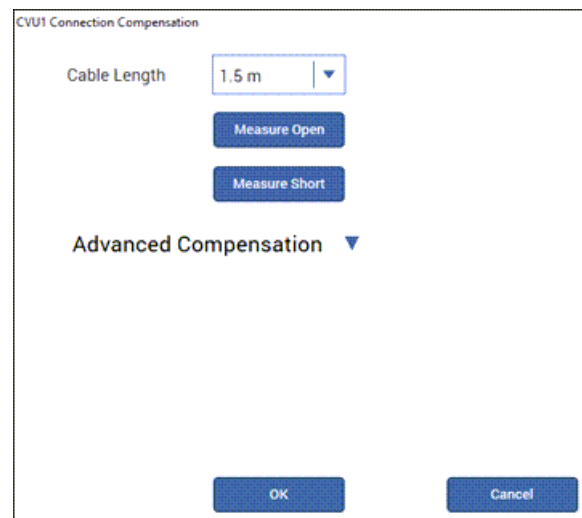 CVU1 Connection Compensation
Cable Length 1.5 m
Measure Open
Measure Short
Advanced Compensation
OK Cancel